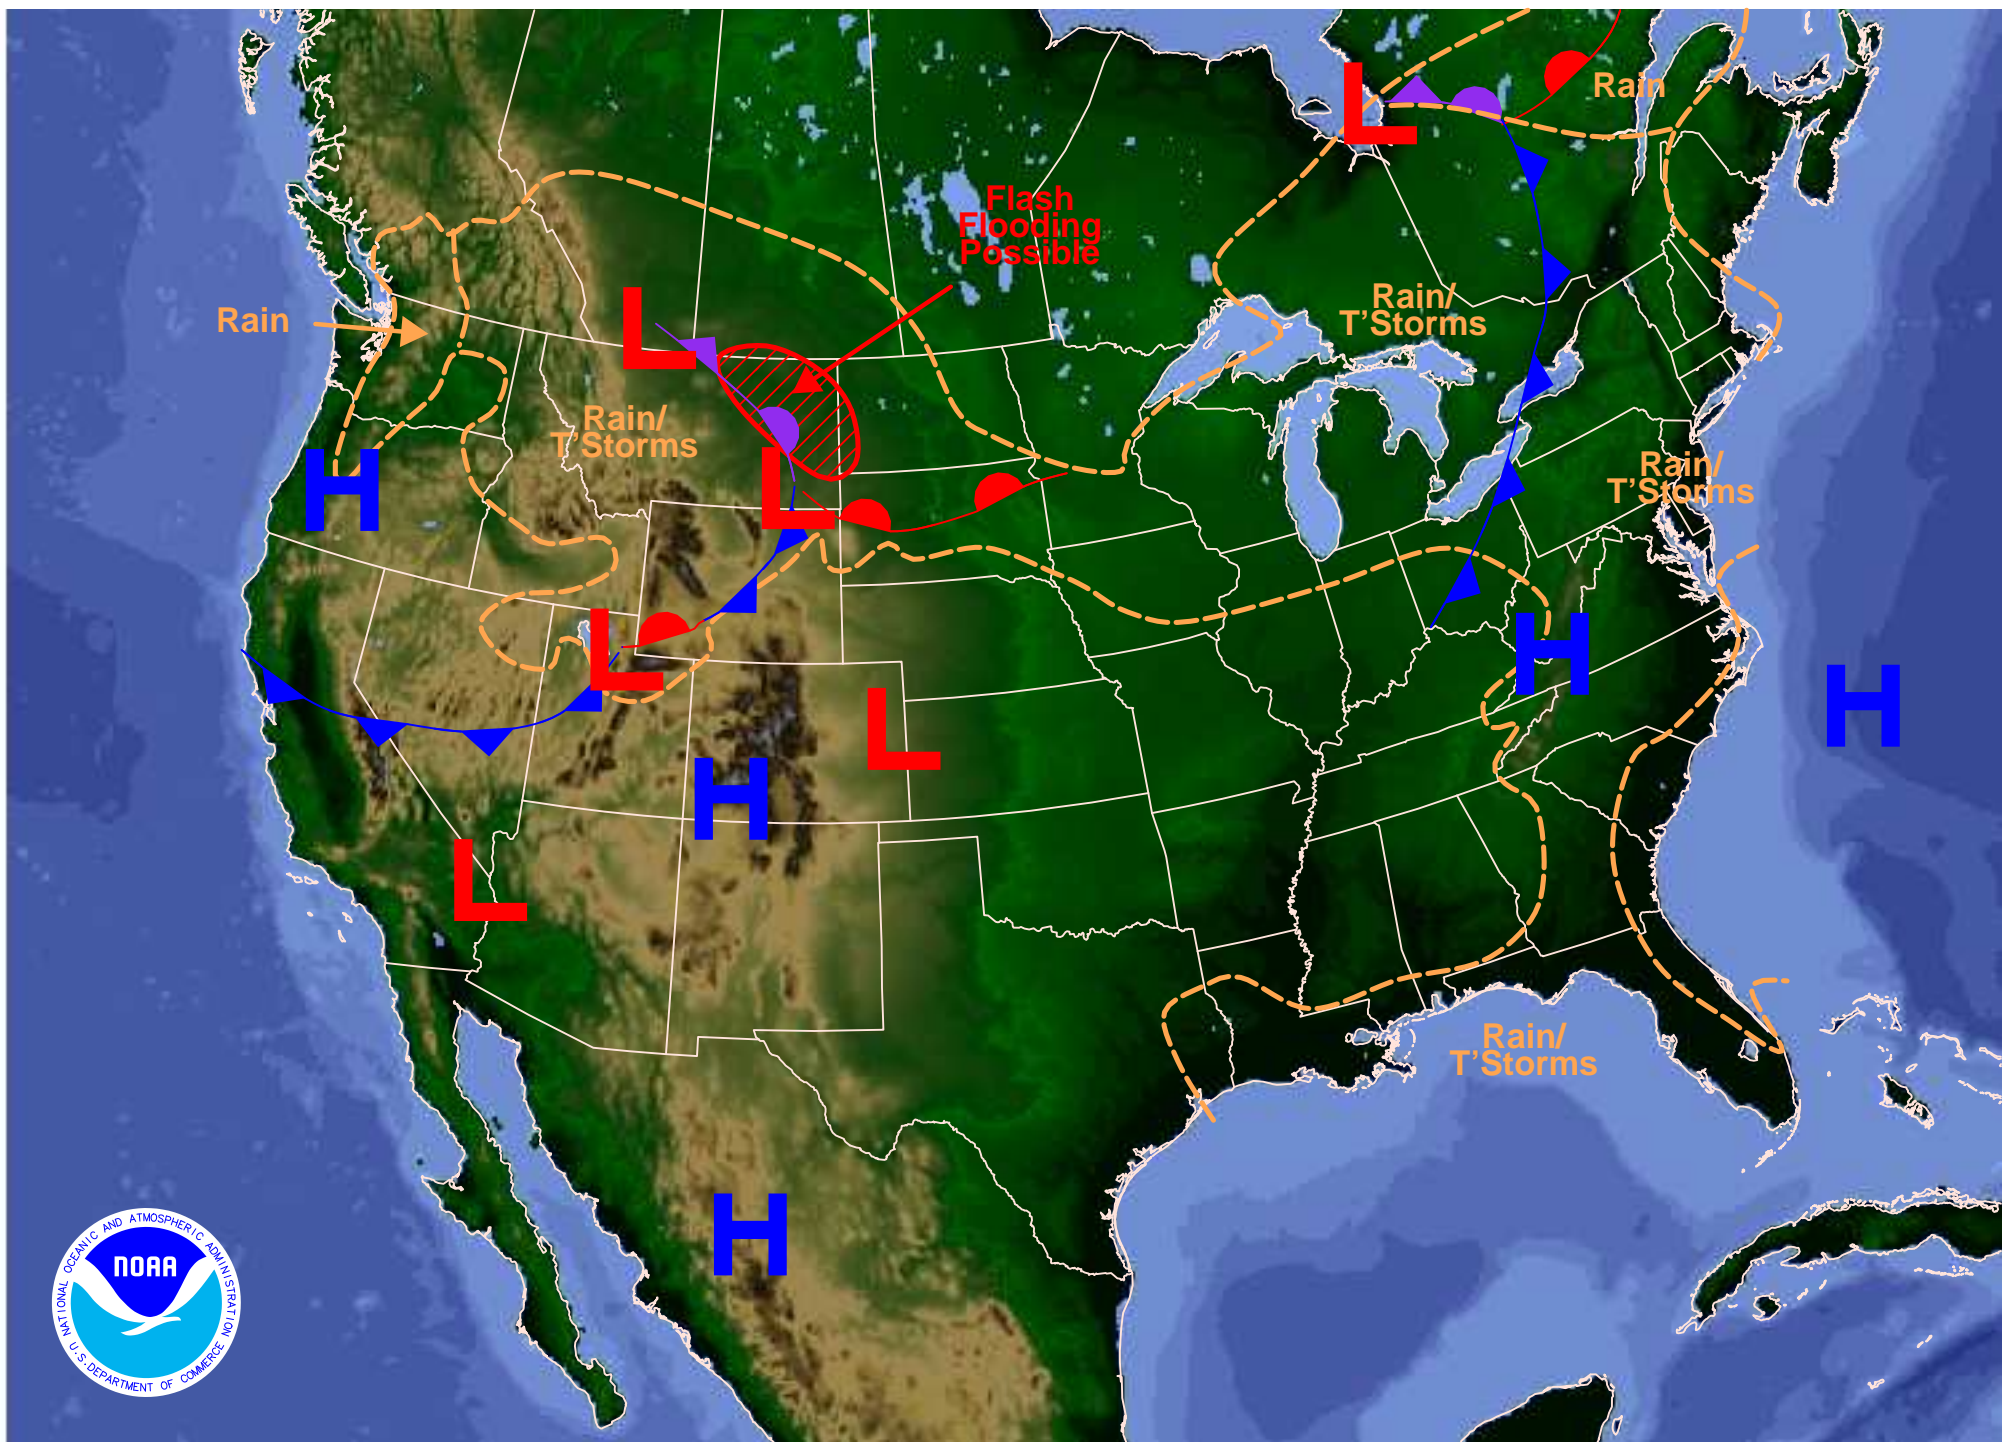 L
Rain
Flash
Flooding
Possible
L
Rain/
T'Storms
Rain
Rain/
T'Storms
H
L
Rain/
T'Storms
L
H
L
H
L
H
L
Rain/
T'Storms
H
NATIONAL OCEANIC AND ATMOSPHERIC ADMINISTRATION
NOAA
U.S. DEPARTMENT OF COMMERCE